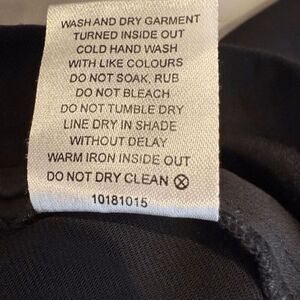 WASH AND DRY GARMENT
TURNED INSIDE OUT
COLD HAND WASH
WITH LIKE COLOURS
DO NOT SOAK, RUB
DO NOT BLEACH
DO NOT TUMBLE DRY
LINE DRY IN SHADE
WITHOUT DELAY
WARM IRON INSIDE OUT
DO NOT DRY CLEAN
10181015